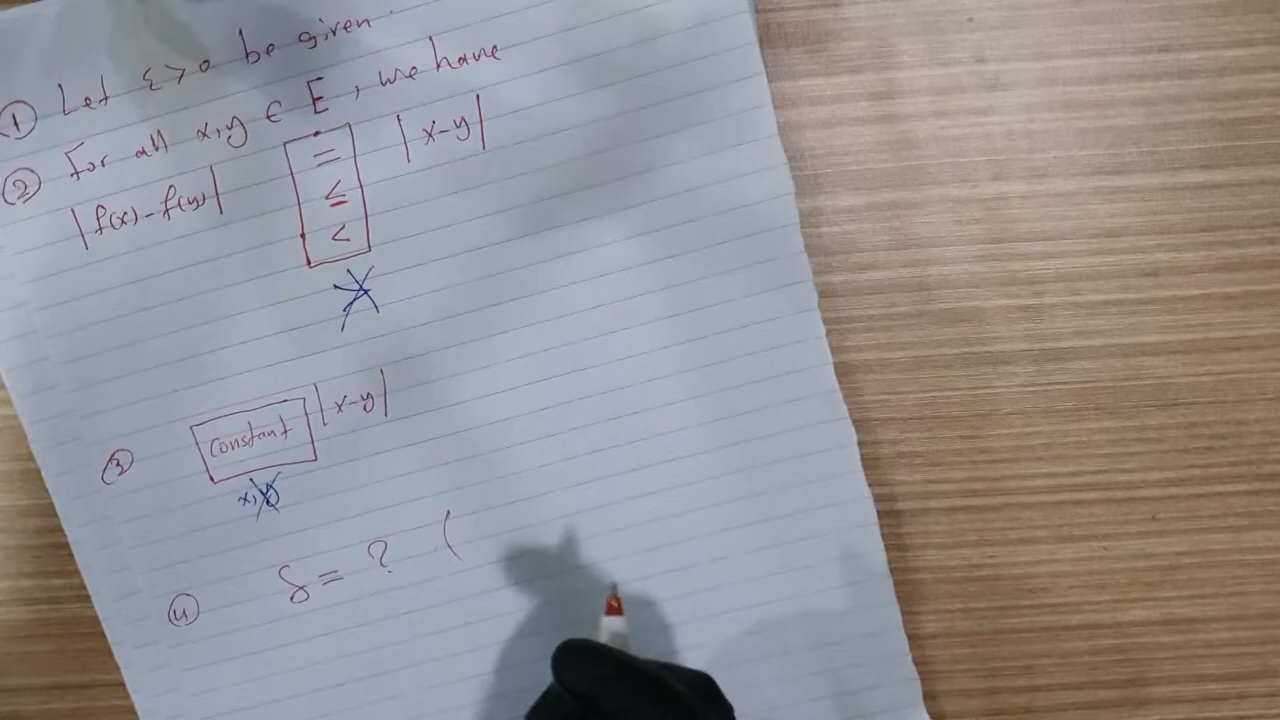 ① Let ε>0 be given
② For all x,y ∈ E, we have
|f(x)-f(y)| = |x-y|
≤
<
③ constant |x-y|
④ δ = ? (